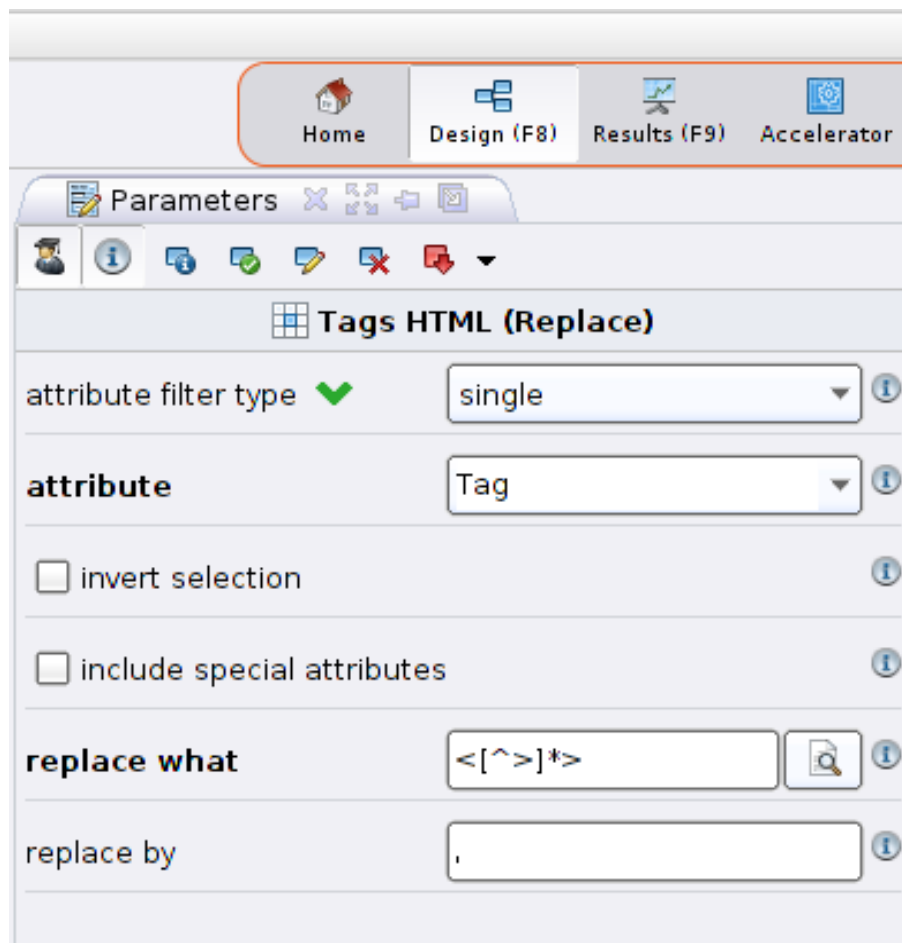 Home Design (F8) Results (F9) Accelerator
Parameters
Tags HTML (Replace)
attribute filter type single
attribute Tag
invert selection
include special attributes
replace what <[^>]*>
replace by ,